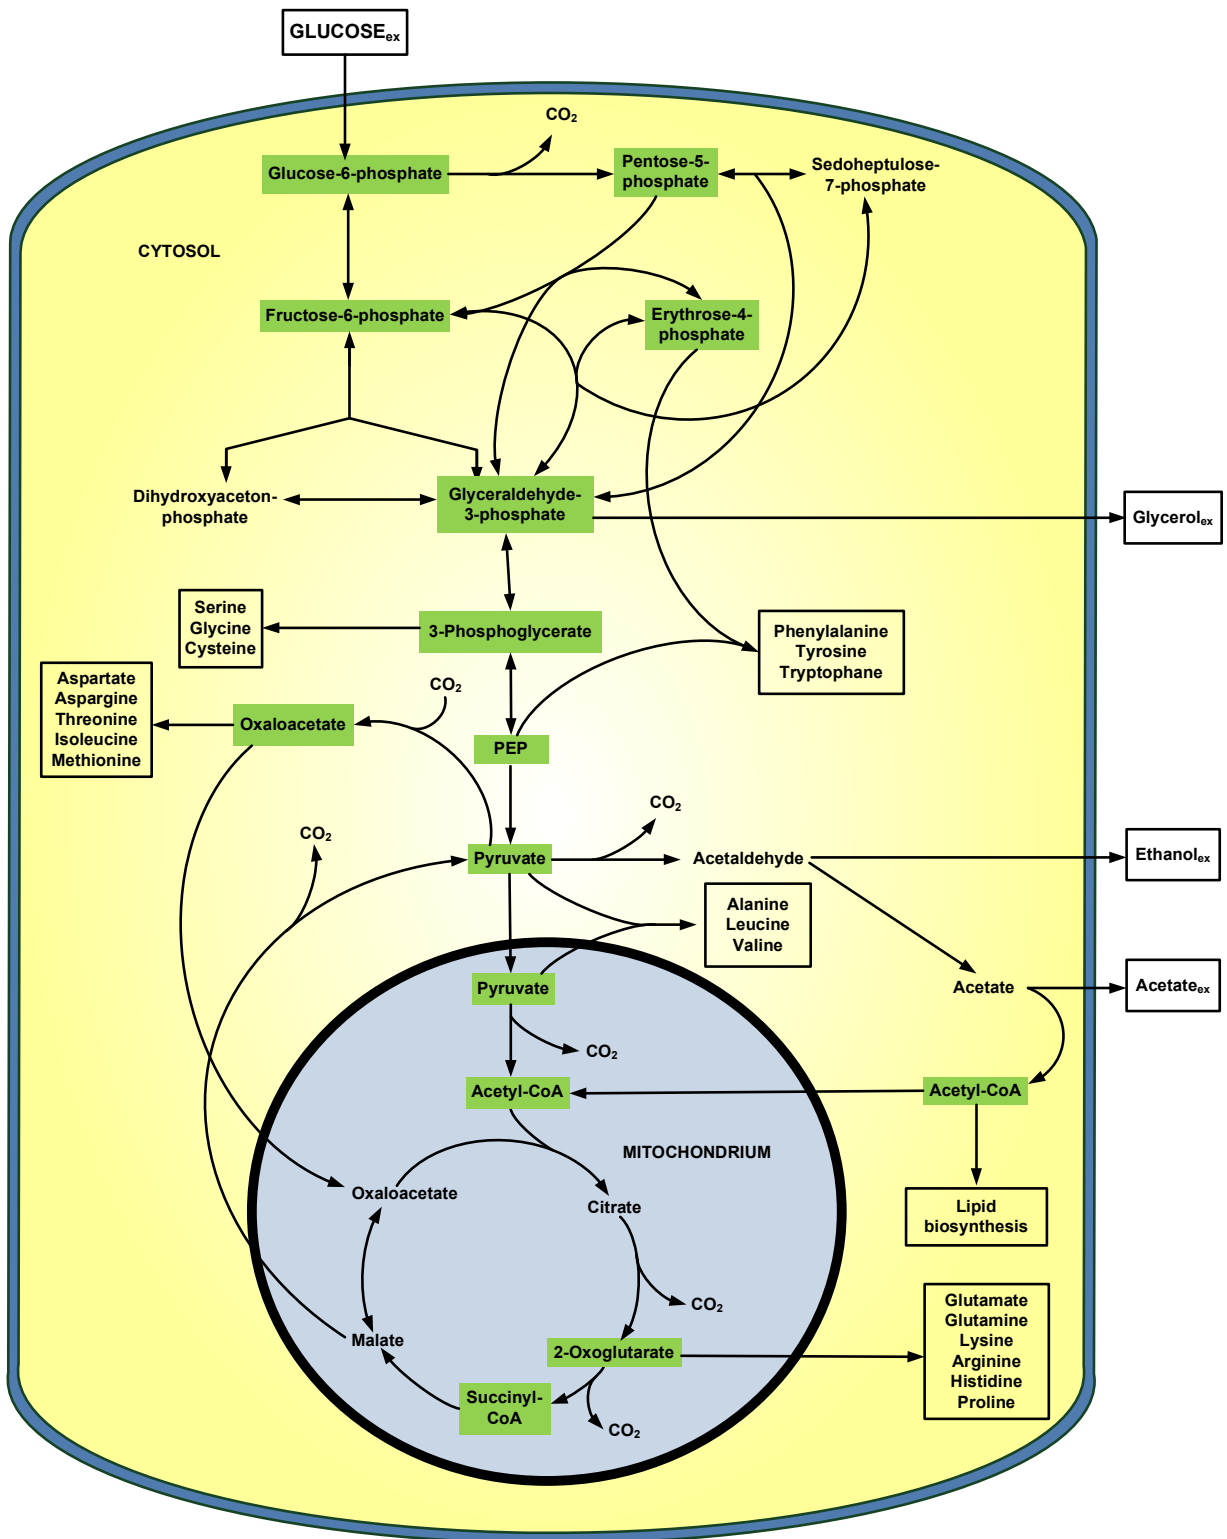 GLUCOSEex
CO2
Glucose-6-phosphate
Pentose-5-
phosphate
Sedoheptulose-
7-phosphate
CYTOSOL
Fructose-6-phosphate
Erythrose-4-
phosphate
Dihydroxyaceton-
phosphate
Glyceraldehyde-
3-phosphate
Glycerolex
Serine
Glycine
Cysteine
3-Phosphoglycerate
Phenylalanine
Tyrosine
Tryptophane
Aspartate
Aspargine
Threonine
Isoleucine
Methionine
Oxaloacetate
CO2
PEP
CO2
CO2
Pyruvate
Acetaldehyde
Ethanolex
Alanine
Leucine
Valine
Pyruvate
Acetate
Acetateex
CO2
Acetyl-CoA
Acetyl-CoA
MITOCHONDRIUM
Oxaloacetate
Citrate
Lipid
biosynthesis
CO2
Malate
2-Oxoglutarate
Glutamate
Glutamine
Lysine
Arginine
Histidine
Proline
Succinyl-
CoA
CO2